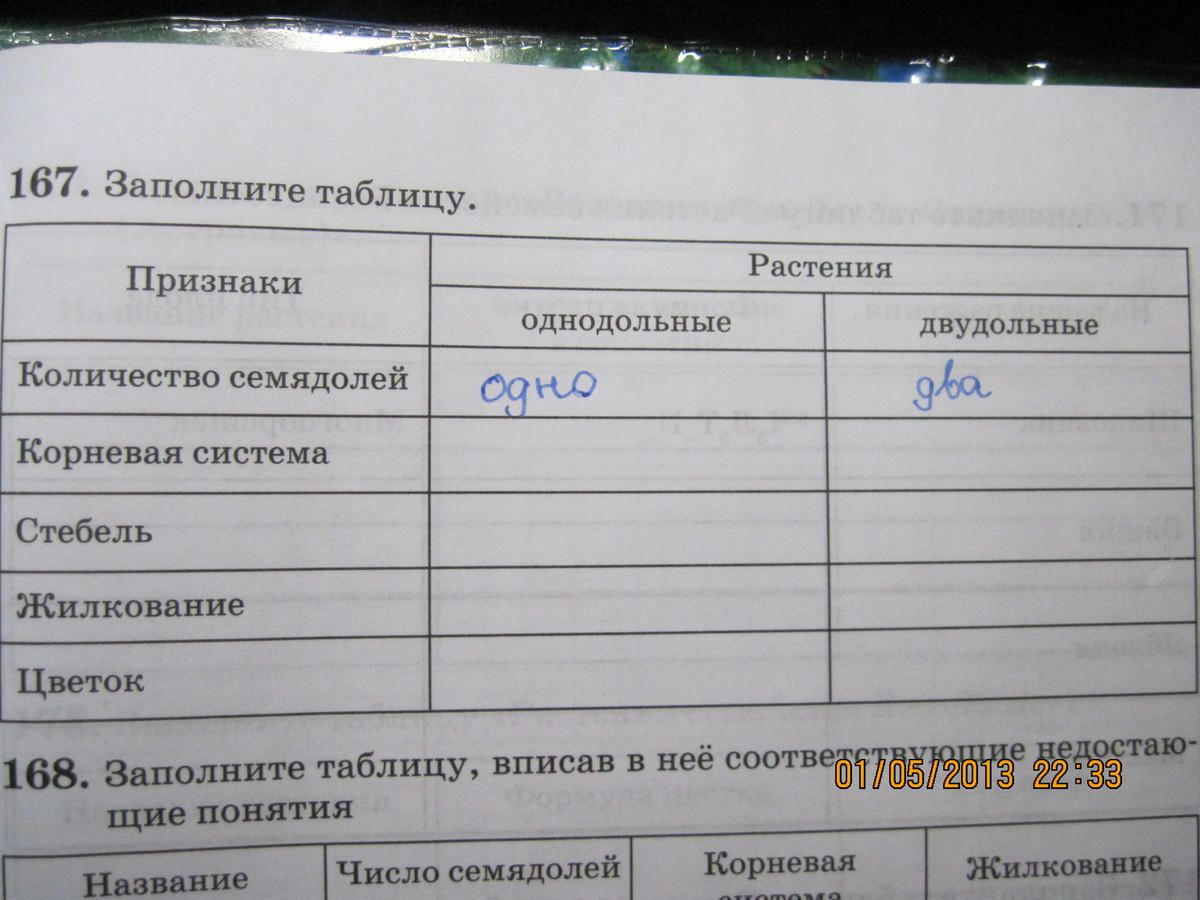 167. Заполните таблицу.
Признаки
Растения
однодольные
двудольные
Количество семядолей
одно
два
Корневая система
Стебель
Жилкование
Цветок
168. Заполните таблицу, вписав в неё соответствующие недостаю-
щие понятия
01/05/2013 22:33
Название
Число семядолей
Корневая
система
Жилкование